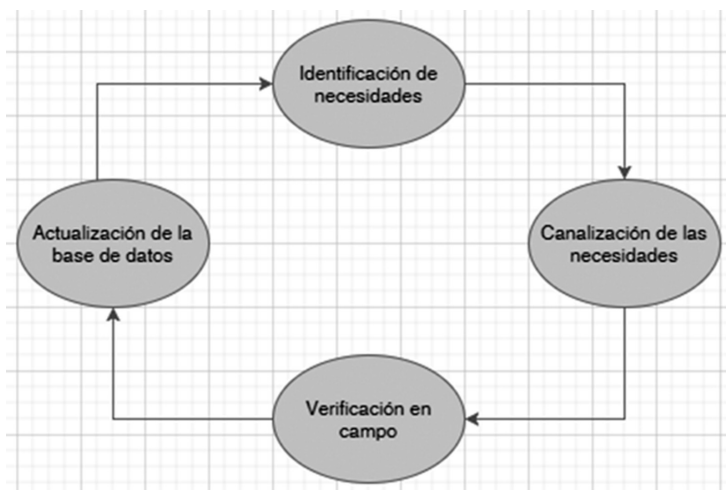 Identificación de
necesidades
Actualización de la
base de datos
Canalización de las
necesidades
Verificación en
campo